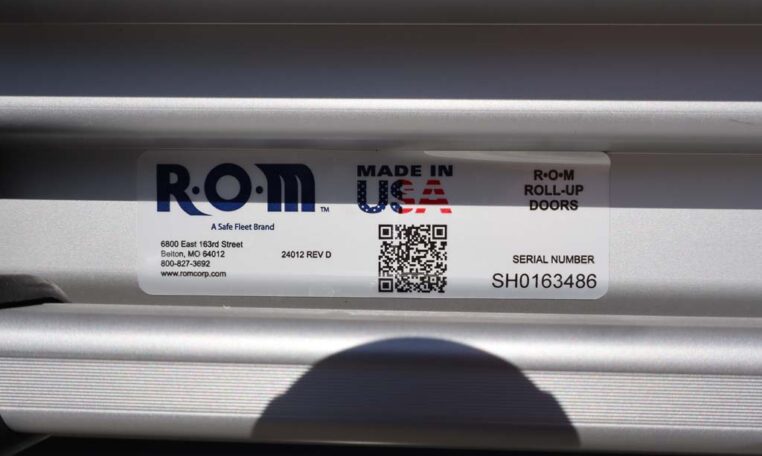 R·O·M™
A Safe Fleet Brand
6800 East 163rd Street
Belton, MO 64012
800-827-3692
www.romcorp.com
24012 REV D
MADE IN
USA
R•O•M
ROLL-UP
DOORS
SERIAL NUMBER
SH0163486